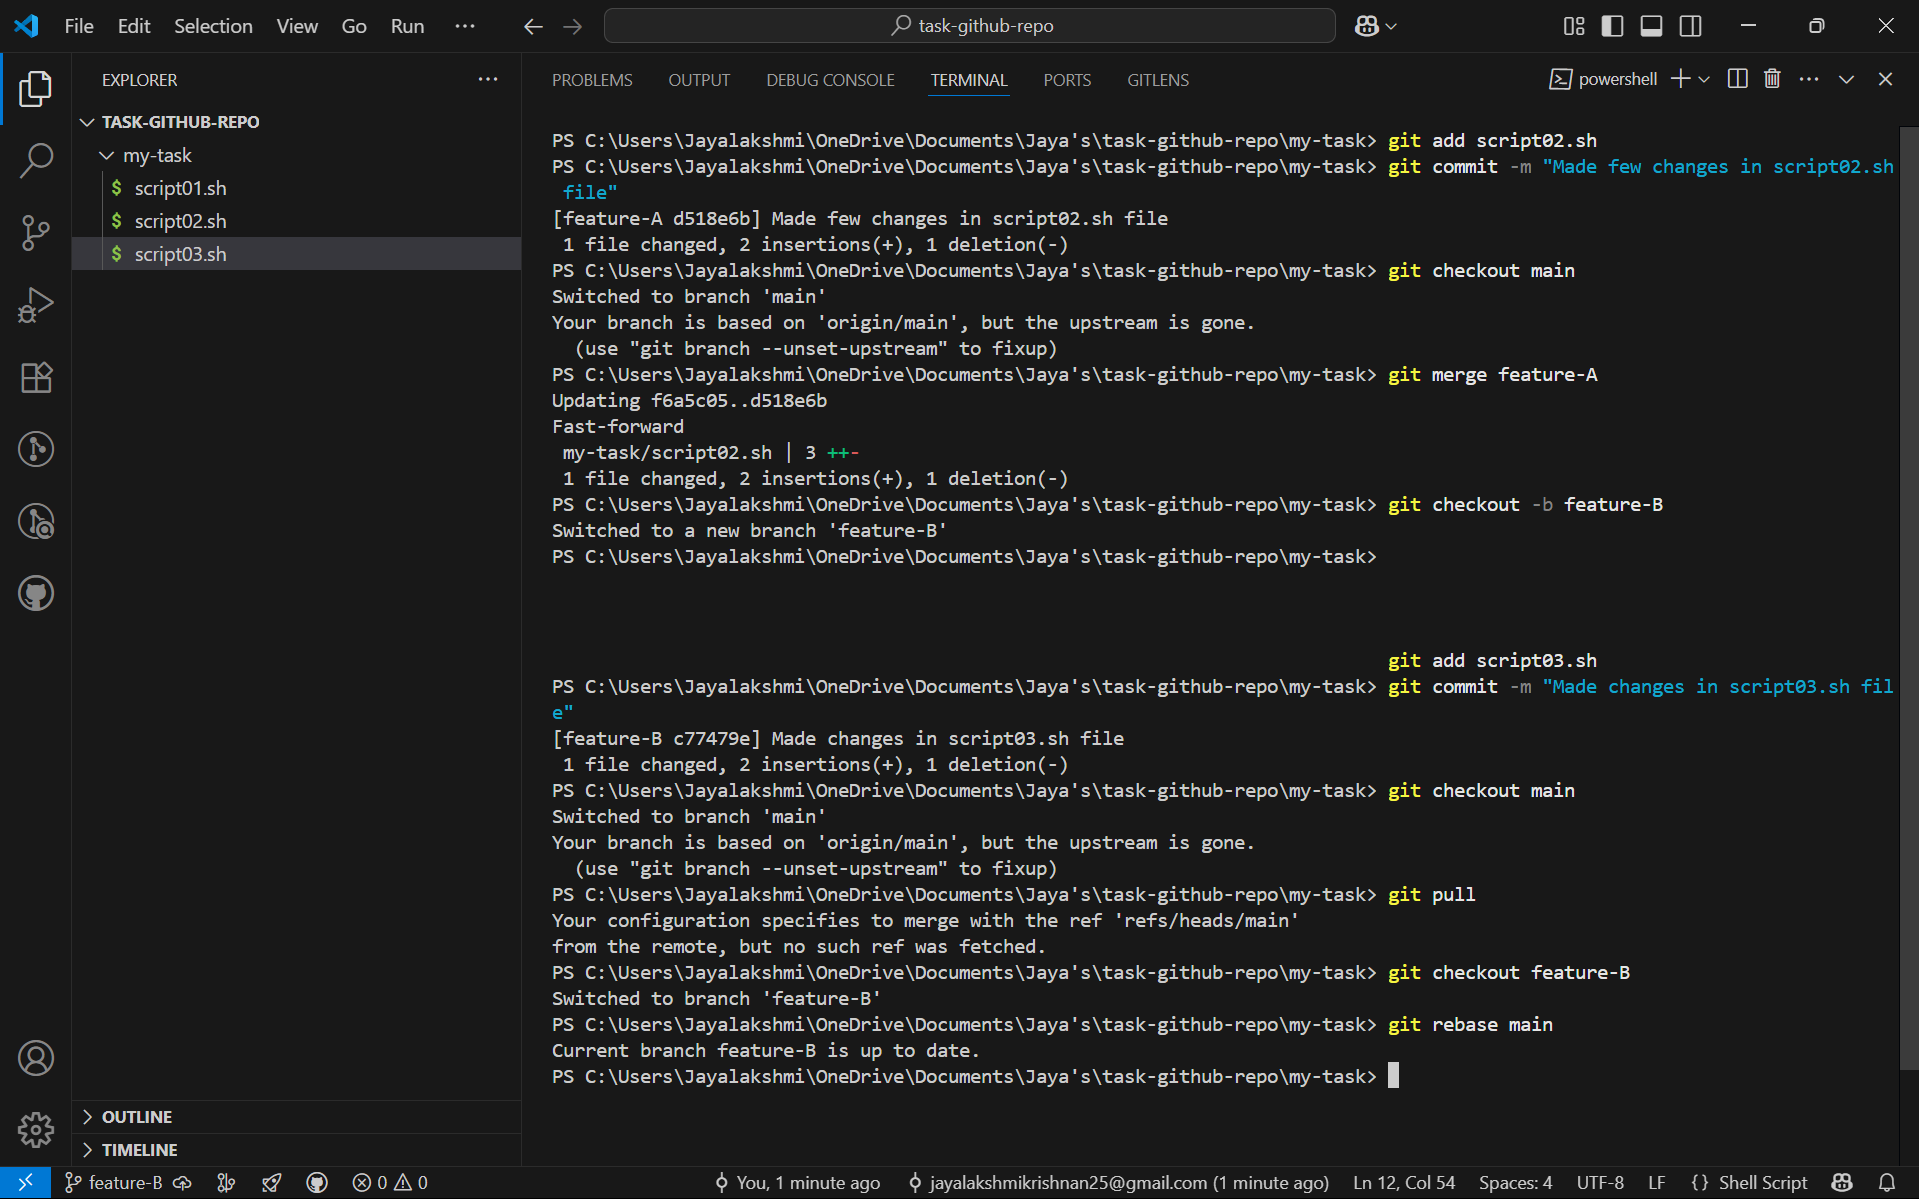 File Edit Selection View Go Run ··· task-github-repo
EXPLORER ···
TASK-GITHUB-REPO
my-task
$ script01.sh
$ script02.sh
$ script03.sh
OUTLINE
TIMELINE
PROBLEMS OUTPUT DEBUG CONSOLE TERMINAL PORTS GITLENS powershell
PS C:\Users\Jayalakshmi\OneDrive\Documents\Jaya's\task-github-repo\my-task> git add script02.sh
PS C:\Users\Jayalakshmi\OneDrive\Documents\Jaya's\task-github-repo\my-task> git commit -m "Made few changes in script02.sh
 file"
[feature-A d518e6b] Made few changes in script02.sh file
 1 file changed, 2 insertions(+), 1 deletion(-)
PS C:\Users\Jayalakshmi\OneDrive\Documents\Jaya's\task-github-repo\my-task> git checkout main
Switched to branch 'main'
Your branch is based on 'origin/main', but the upstream is gone.
  (use "git branch --unset-upstream" to fixup)
PS C:\Users\Jayalakshmi\OneDrive\Documents\Jaya's\task-github-repo\my-task> git merge feature-A
Updating f6a5c05..d518e6b
Fast-forward
 my-task/script02.sh | 3 ++-
 1 file changed, 2 insertions(+), 1 deletion(-)
PS C:\Users\Jayalakshmi\OneDrive\Documents\Jaya's\task-github-repo\my-task> git checkout -b feature-B
Switched to a new branch 'feature-B'
PS C:\Users\Jayalakshmi\OneDrive\Documents\Jaya's\task-github-repo\my-task>
git add script03.sh
PS C:\Users\Jayalakshmi\OneDrive\Documents\Jaya's\task-github-repo\my-task> git commit -m "Made changes in script03.sh fil
e"
[feature-B c77479e] Made changes in script03.sh file
 1 file changed, 2 insertions(+), 1 deletion(-)
PS C:\Users\Jayalakshmi\OneDrive\Documents\Jaya's\task-github-repo\my-task> git checkout main
Switched to branch 'main'
Your branch is based on 'origin/main', but the upstream is gone.
  (use "git branch --unset-upstream" to fixup)
PS C:\Users\Jayalakshmi\OneDrive\Documents\Jaya's\task-github-repo\my-task> git pull
Your configuration specifies to merge with the ref 'refs/heads/main'
from the remote, but no such ref was fetched.
PS C:\Users\Jayalakshmi\OneDrive\Documents\Jaya's\task-github-repo\my-task> git checkout feature-B
Switched to branch 'feature-B'
PS C:\Users\Jayalakshmi\OneDrive\Documents\Jaya's\task-github-repo\my-task> git rebase main
Current branch feature-B is up to date.
PS C:\Users\Jayalakshmi\OneDrive\Documents\Jaya's\task-github-repo\my-task>
feature-B 0 0 You, 1 minute ago jayalakshmikrishnan25@gmail.com (1 minute ago) Ln 12, Col 54 Spaces: 4 UTF-8 LF {} Shell Script